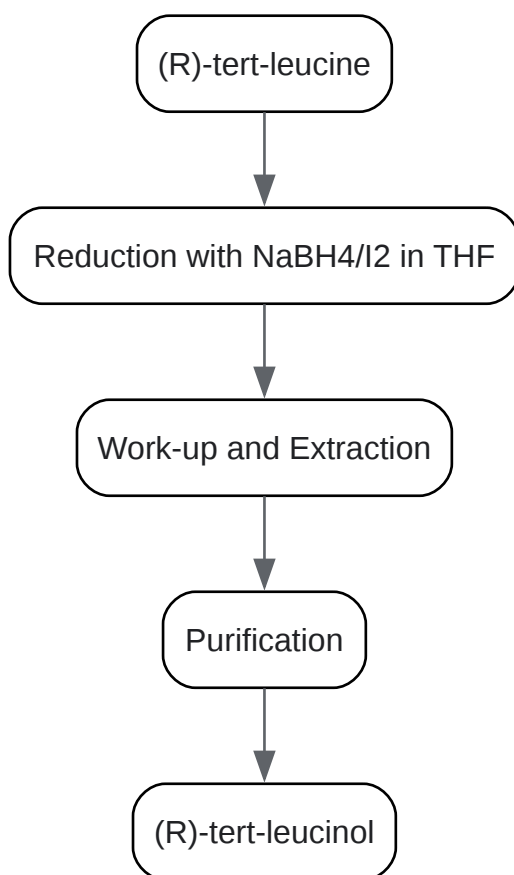 (R)-tert-leucine
Reduction with NaBH4/I2 in THF
Work-up and Extraction
Purification
(R)-tert-leucinol